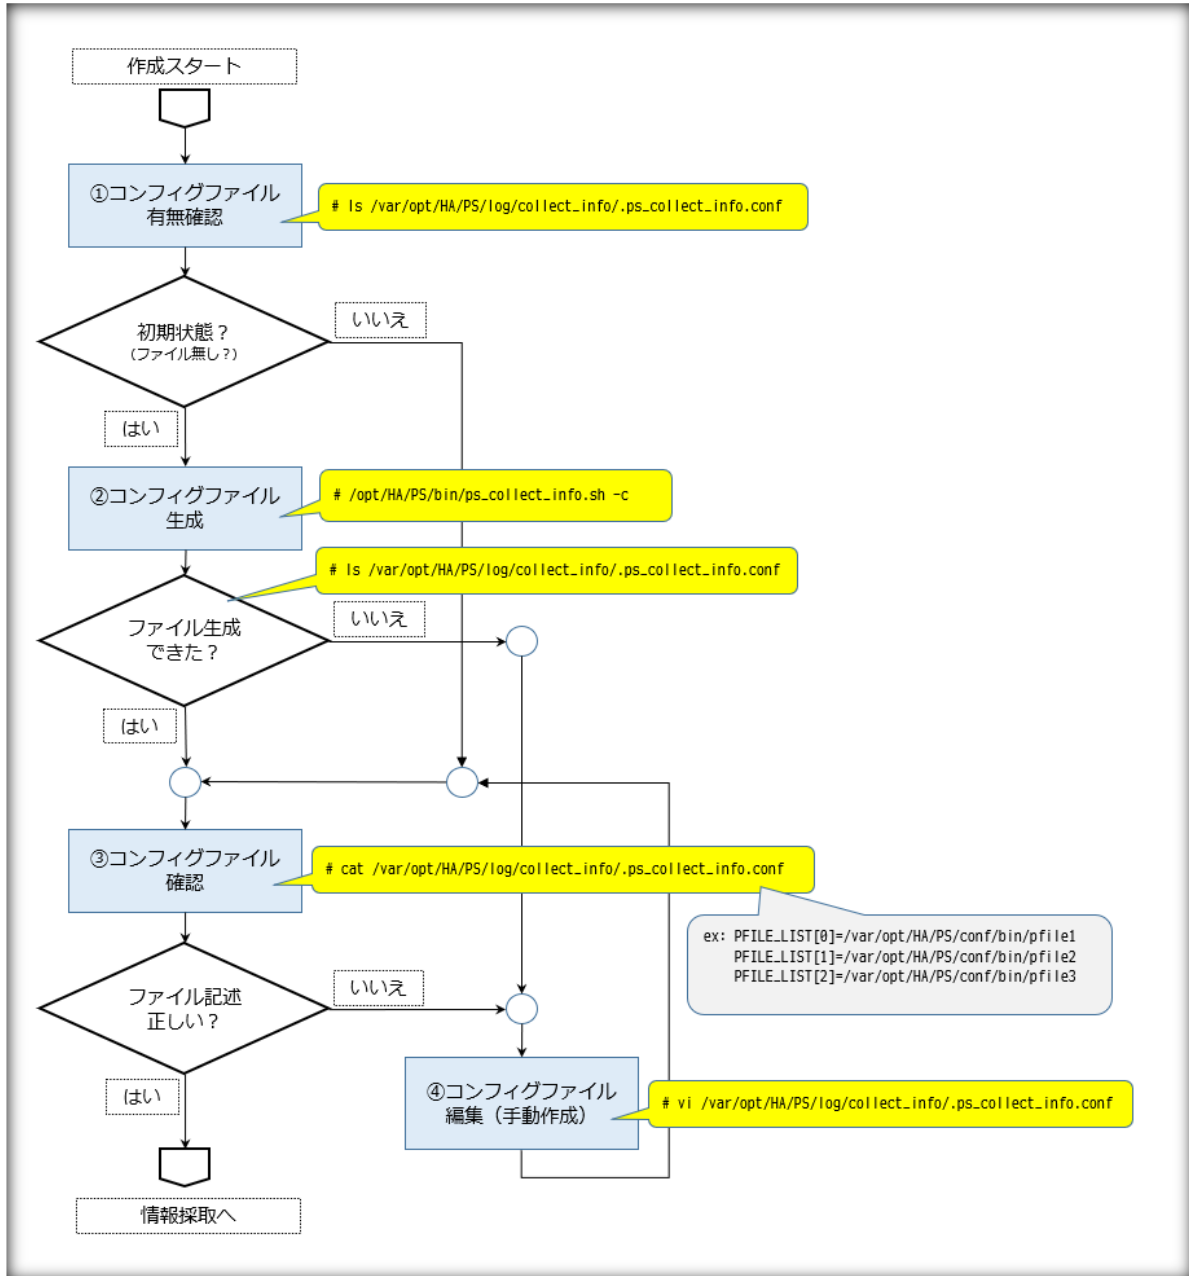 作成スタート
①コンフィグファイル
有無確認
# ls /var/opt/HA/PS/log/collect_info/.ps_collect_info.conf
初期状態？
(ファイル無し？)
いいえ
はい
②コンフィグファイル
生成
# /opt/HA/PS/bin/ps_collect_info.sh -c
# ls /var/opt/HA/PS/log/collect_info/.ps_collect_info.conf
ファイル生成
できた？
いいえ
はい
③コンフィグファイル
確認
# cat /var/opt/HA/PS/log/collect_info/.ps_collect_info.conf
ex: PFILE_LIST[0]=/var/opt/HA/PS/conf/bin/pfile1
PFILE_LIST[1]=/var/opt/HA/PS/conf/bin/pfile2
PFILE_LIST[2]=/var/opt/HA/PS/conf/bin/pfile3
ファイル記述
正しい？
いいえ
はい
④コンフィグファイル
編集（手動作成）
# vi /var/opt/HA/PS/log/collect_info/.ps_collect_info.conf
情報採取へ